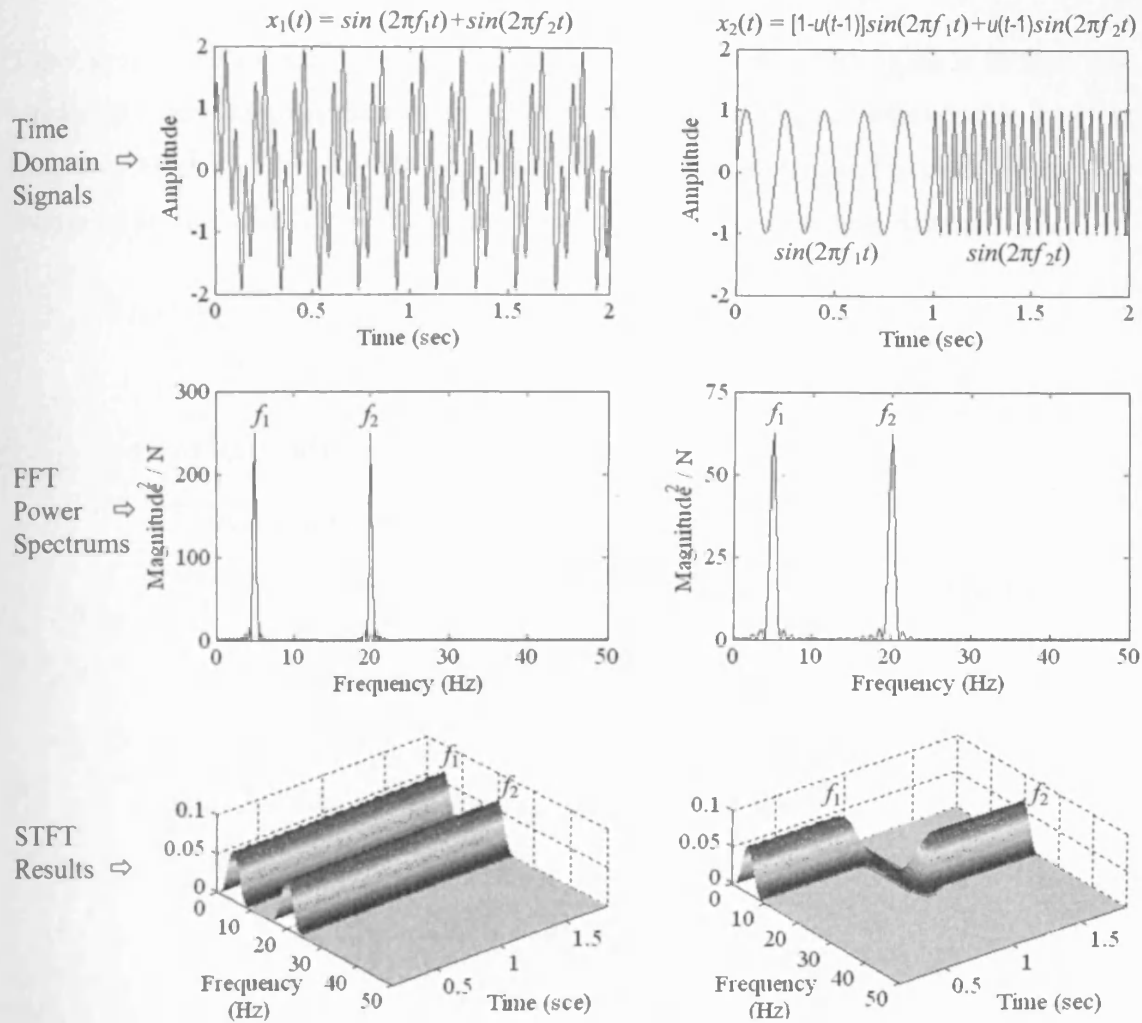 x₁(t) = sin (2πf₁t)+sin(2πf₂t)
x₂(t) = [1-u(t-1)]sin(2πf₁t)+u(t-1)sin(2πf₂t)
Time
Domain ⇨
Signals
Amplitude
2
1
0
-1
-2
0 0.5 1 1.5 2
Time (sec)
Amplitude
2
1
0
-1
-2
sin(2πf₁t) sin(2πf₂t)
0 0.5 1 1.5 2
Time (sec)
FFT
Power ⇨
Spectrums
Magnitude² / N
300
200
100
0
f₁ f₂
0 10 20 30 40 50
Frequency (Hz)
Magnitude² / N
75
50
25
0
f₁ f₂
0 10 20 30 40 50
Frequency (Hz)
STFT
Results ⇨
0.1
0.05
0
f₁
f₂
0
10
20
30
40
50
Frequency
(Hz)
0.5
1
1.5
Time (sce)
0.1
0.05
0
f₁
f₂
0
10
20
30
40
50
Frequency
(Hz)
0.5
1
1.5
Time (sec)